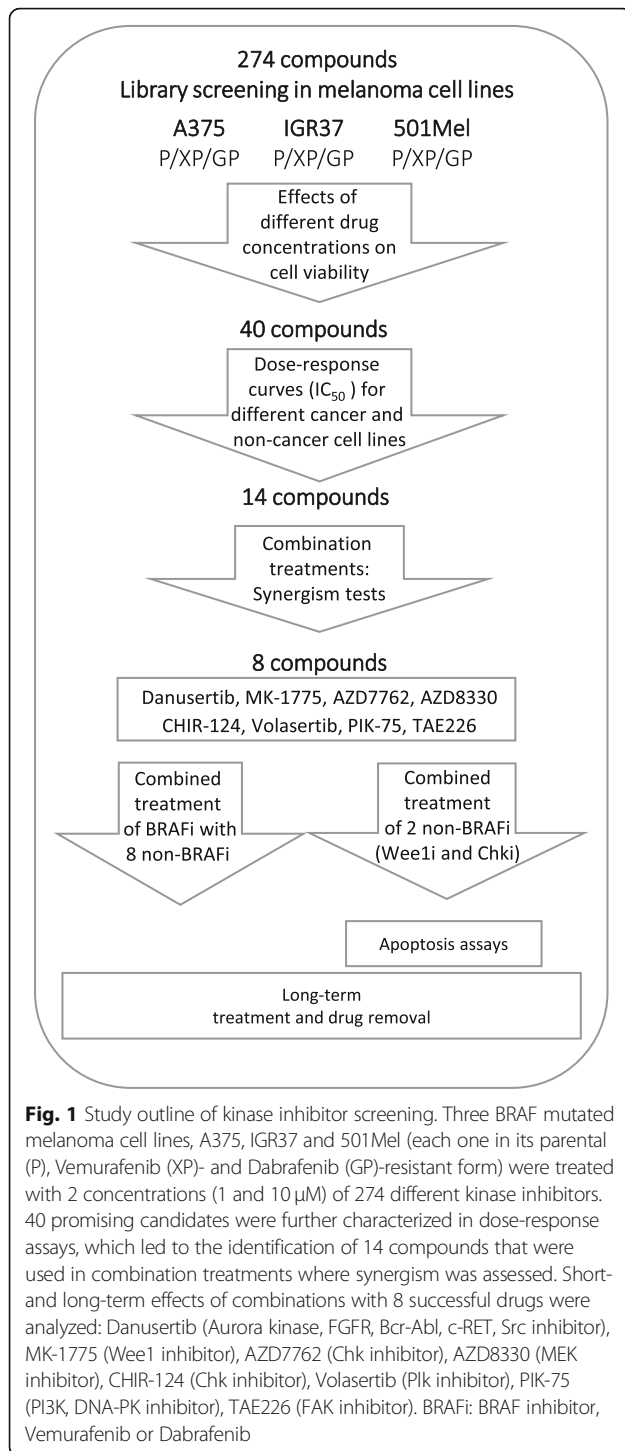 274 compounds
Library screening in melanoma cell lines
A375 IGR37 501Mel
P/XP/GP P/XP/GP P/XP/GP
Effects of
different drug
concentrations on
cell viability
40 compounds
Dose-response
curves (IC50 ) for
different cancer and
non-cancer cell lines
14 compounds
Combination
treatments:
Synergism tests
8 compounds
Danusertib, MK-1775, AZD7762, AZD8330
CHIR-124, Volasertib, PIK-75, TAE226
Combined
treatment
of BRAFi with
8 non-BRAFi
Combined
treatment
of 2 non-BRAFi
(Wee1i and Chki)
Apoptosis assays
Long-term
treatment and drug removal
Fig. 1 Study outline of kinase inhibitor screening. Three BRAF mutated
melanoma cell lines, A375, IGR37 and 501Mel (each one in its parental
(P), Vemurafenib (XP)- and Dabrafenib (GP)-resistant form) were treated
with 2 concentrations (1 and 10 μM) of 274 different kinase inhibitors.
40 promising candidates were further characterized in dose-response
assays, which led to the identification of 14 compounds that were
used in combination treatments where synergism was assessed. Short-
and long-term effects of combinations with 8 successful drugs were
analyzed: Danusertib (Aurora kinase, FGFR, Bcr-Abl, c-RET, Src inhibitor),
MK-1775 (Wee1 inhibitor), AZD7762 (Chk inhibitor), AZD8330 (MEK
inhibitor), CHIR-124 (Chk inhibitor), Volasertib (Plk inhibitor), PIK-75
(PI3K, DNA-PK inhibitor), TAE226 (FAK inhibitor). BRAFi: BRAF inhibitor,
Vemurafenib or Dabrafenib